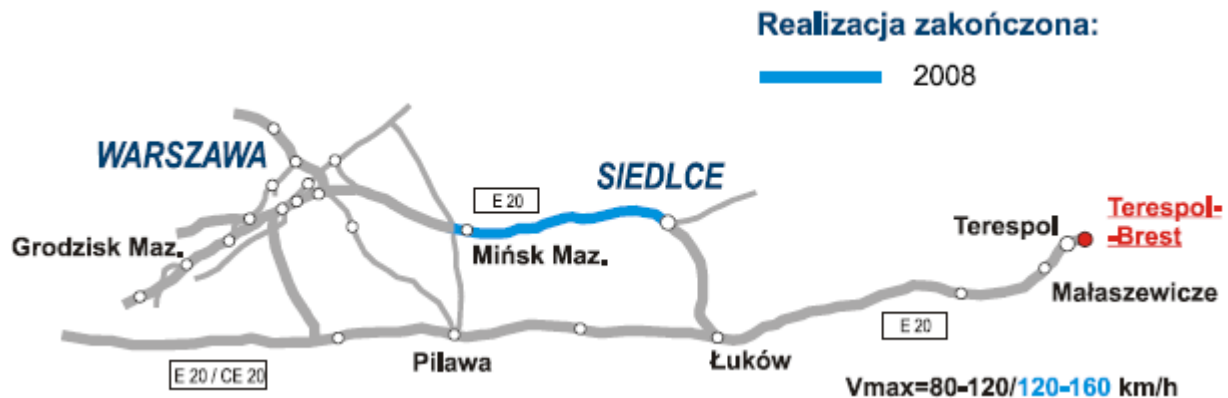 Realizacja zakończona:
2008
WARSZAWA
SIEDLCE
E 20
Grodzisk Maz.
Mińsk Maz.
Terespol
Terespol-
-Brest
Małaszewicze
E 20
Pilawa
Łuków
E 20 / CE 20
Vmax=80-120/120-160 km/h